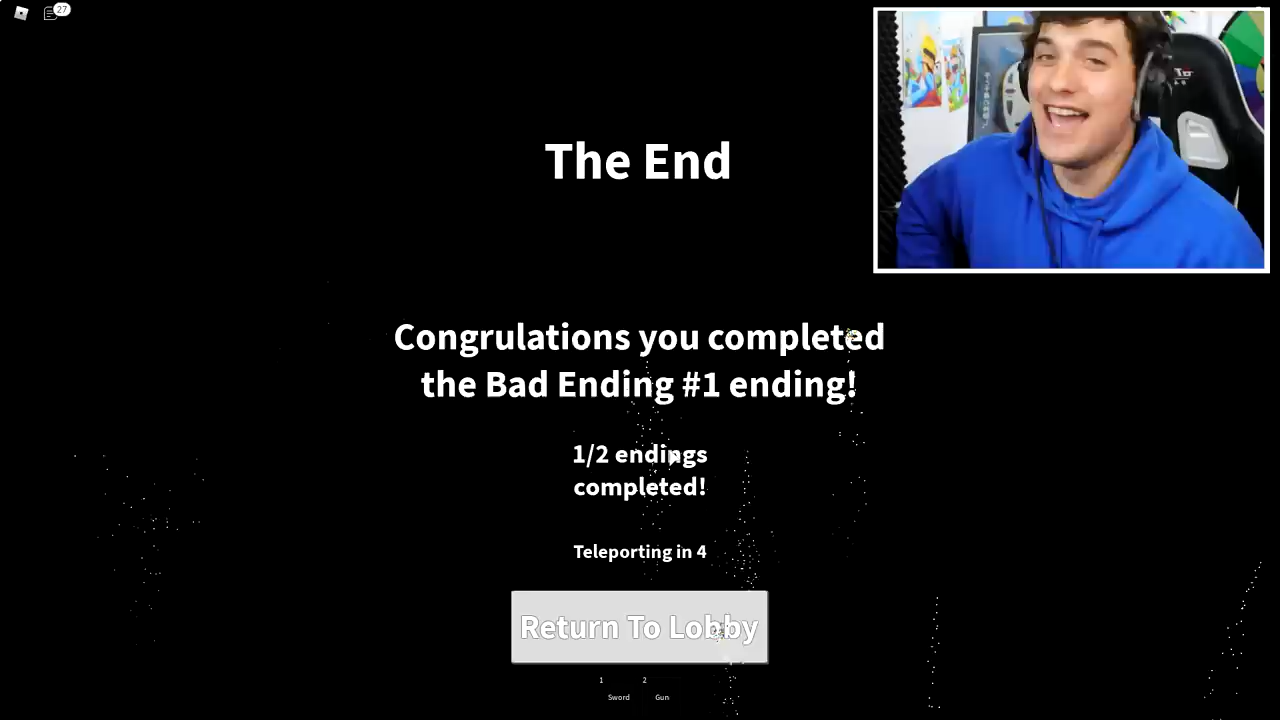 27
The End
Congrulations you completed
the Bad Ending #1 ending!
1/2 endings
completed!
Teleporting in 4
Return To Lobby
1 2
Sword Gun